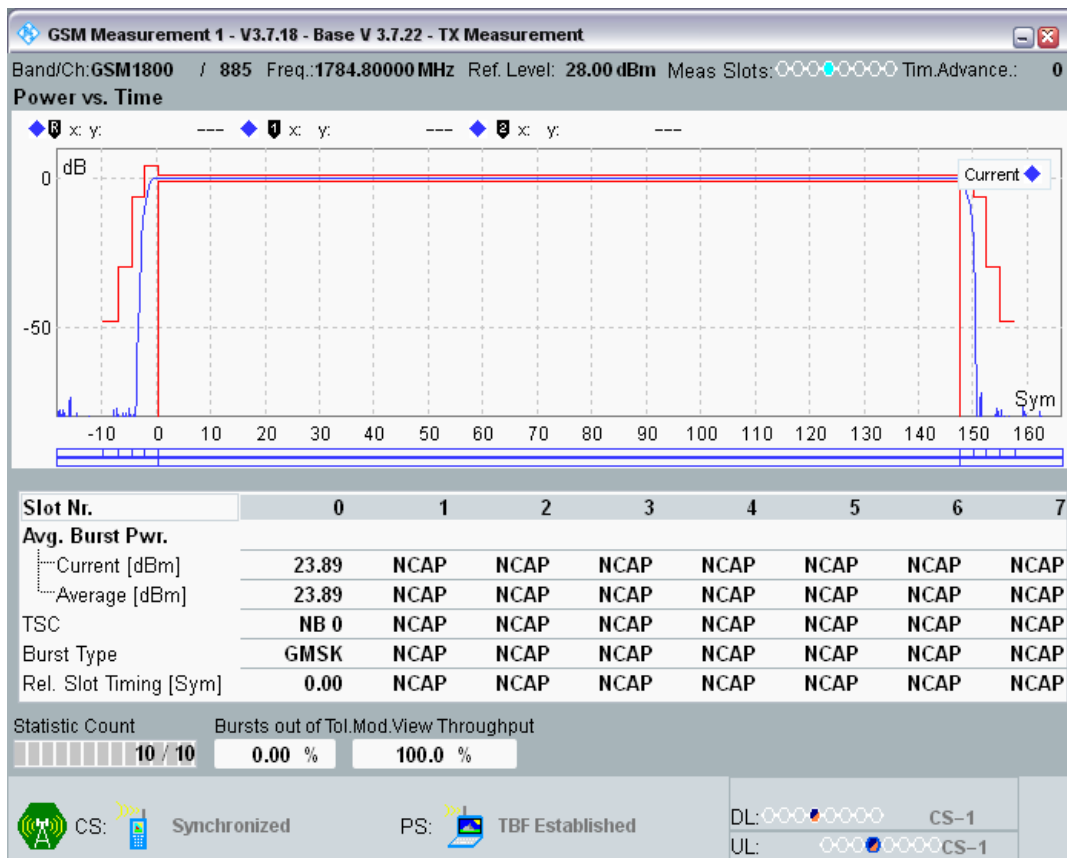 GSM Measurement 1 - V3.7.18 - Base V 3.7.22 - TX Measurement
Band/Ch:GSM1800 / 885 Freq.:1784.80000 MHz Ref. Level: 28.00 dBm Meas Slots: Tim.Advance.: 0
Power vs. Time
R x: y: --- 1 x: y: --- 2 x: y: ---
dB
Current
0
-50
Sym
-10 0 10 20 30 40 50 60 70 80 90 100 110 120 130 140 150 160
Slot Nr. 0 1 2 3 4 5 6 7
Avg. Burst Pwr.
Current [dBm] 23.89 NCAP NCAP NCAP NCAP NCAP NCAP NCAP
Average [dBm] 23.89 NCAP NCAP NCAP NCAP NCAP NCAP NCAP
TSC NB 0 NCAP NCAP NCAP NCAP NCAP NCAP NCAP
Burst Type GMSK NCAP NCAP NCAP NCAP NCAP NCAP NCAP
Rel. Slot Timing [Sym] 0.00 NCAP NCAP NCAP NCAP NCAP NCAP NCAP
Statistic Count Bursts out of Tol.Mod.View Throughput
10 / 10 0.00 % 100.0 %
CS: Synchronized PS: TBF Established DL: CS-1
UL: CS-1